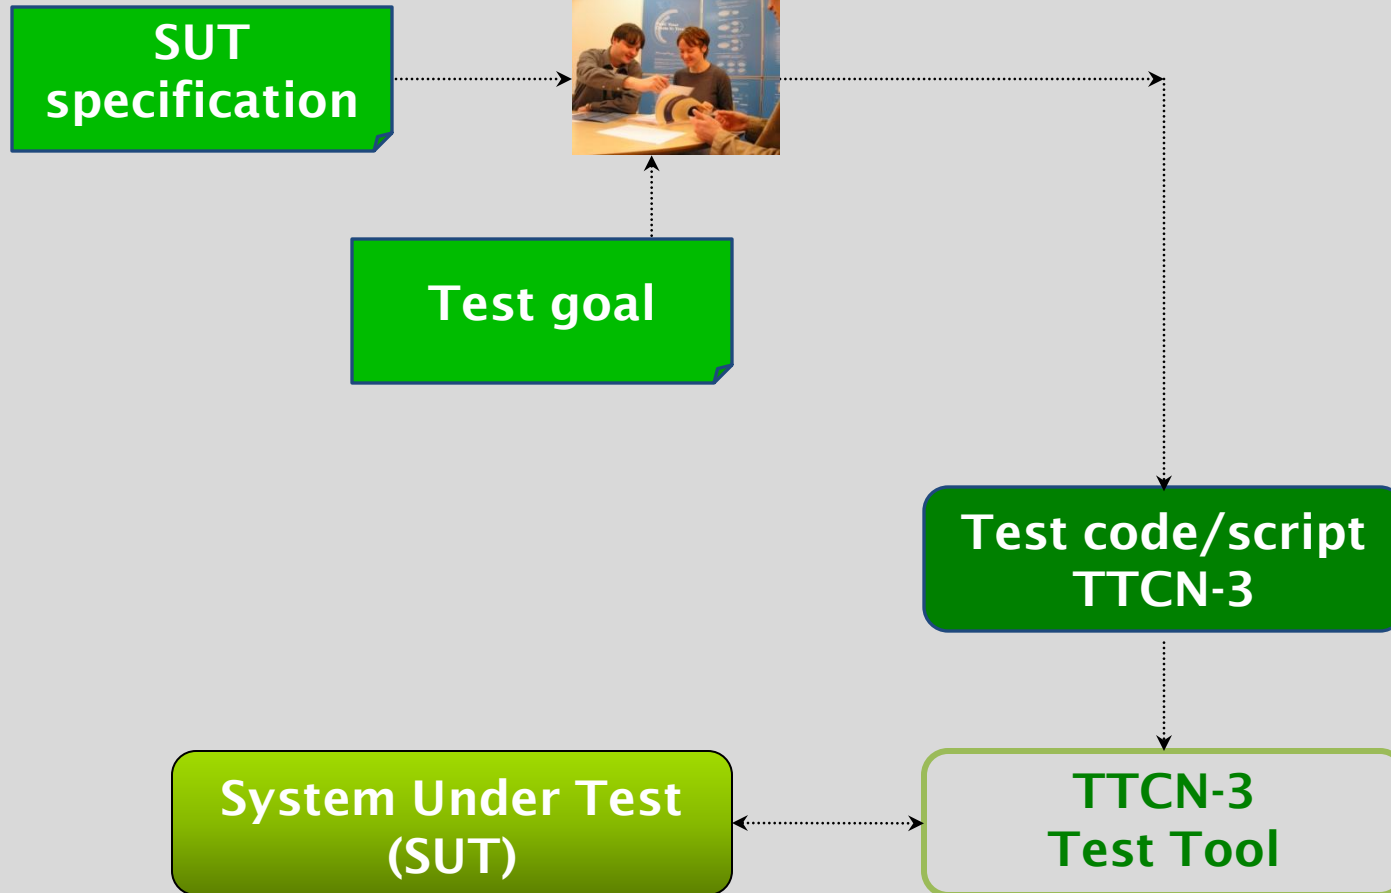 SUT
specification
Test goal
Test code/script
TTCN-3
System Under Test
(SUT)
TTCN-3
Test Tool